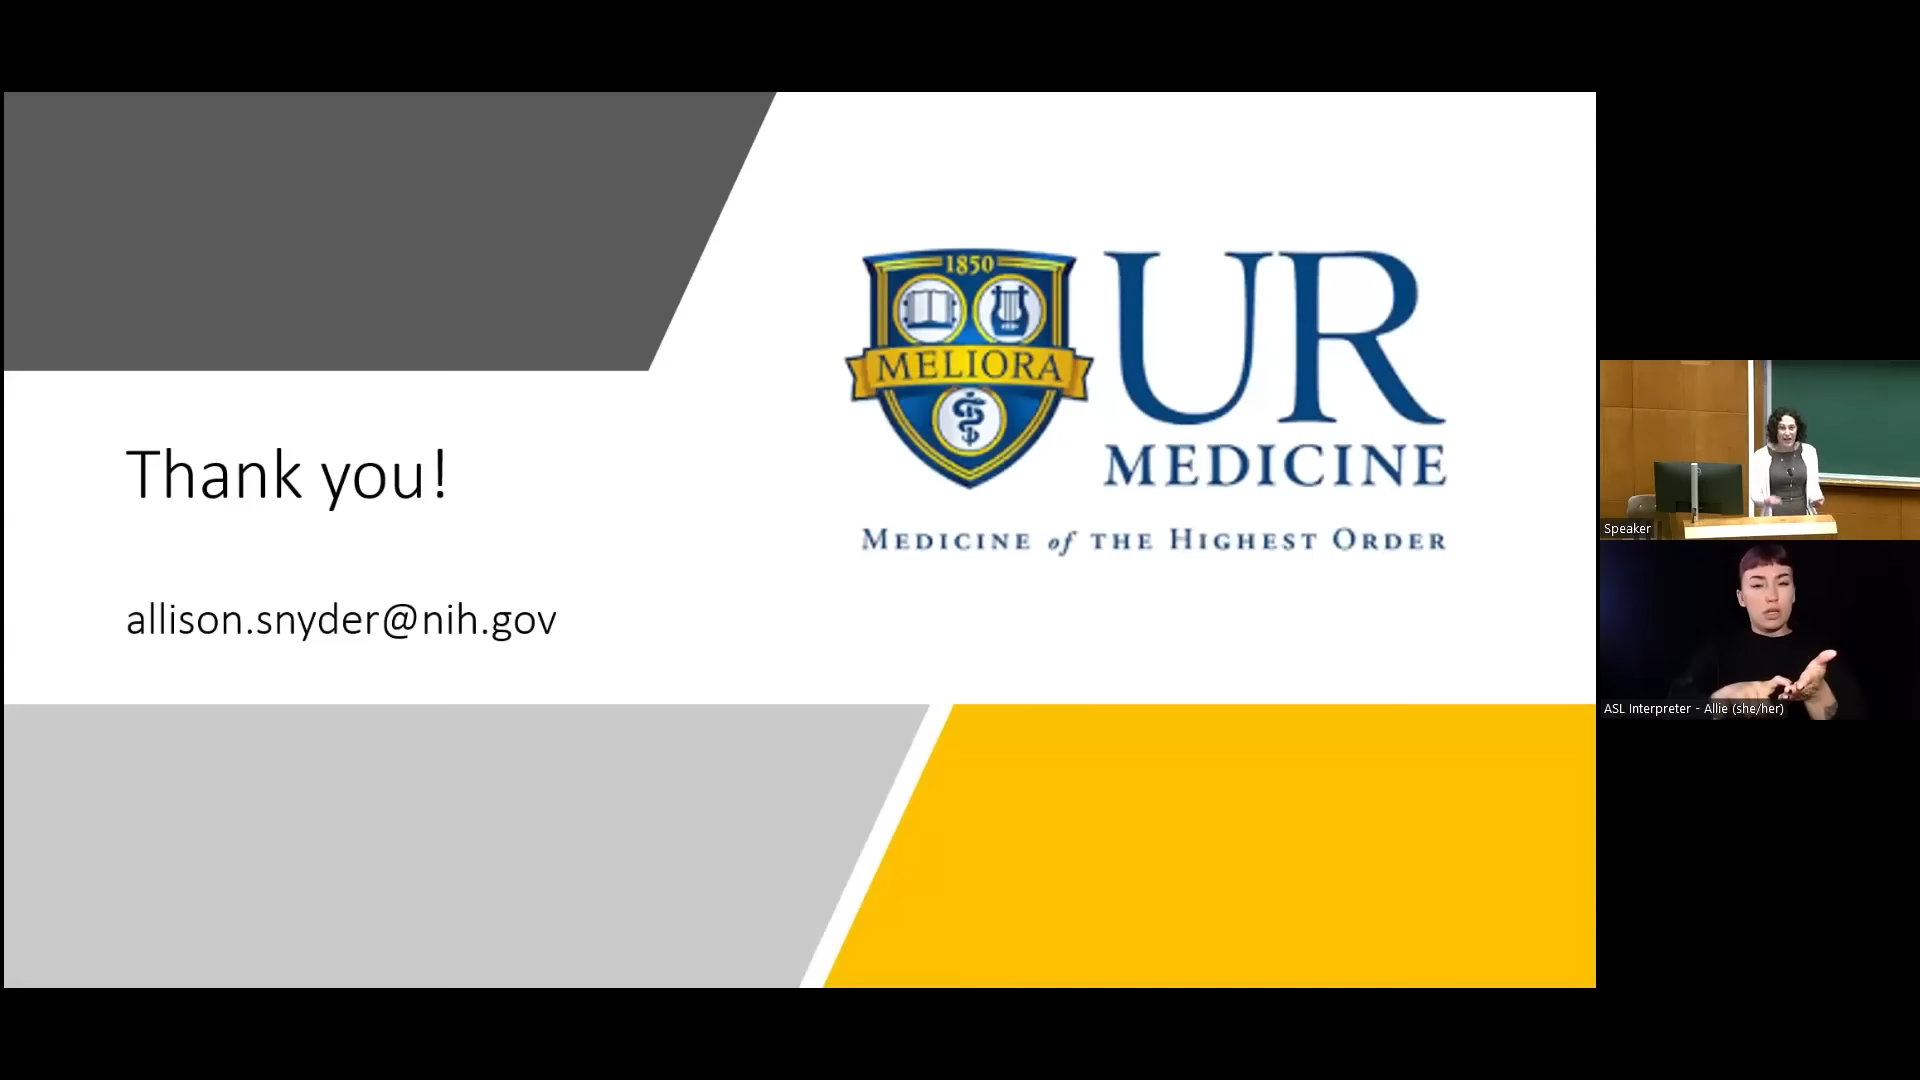 Thank you!
allison.snyder@nih.gov
1850
MELIORA
UR
MEDICINE
MEDICINE of THE HIGHEST ORDER
Speaker
ASL Interpreter - Allie (she/her)